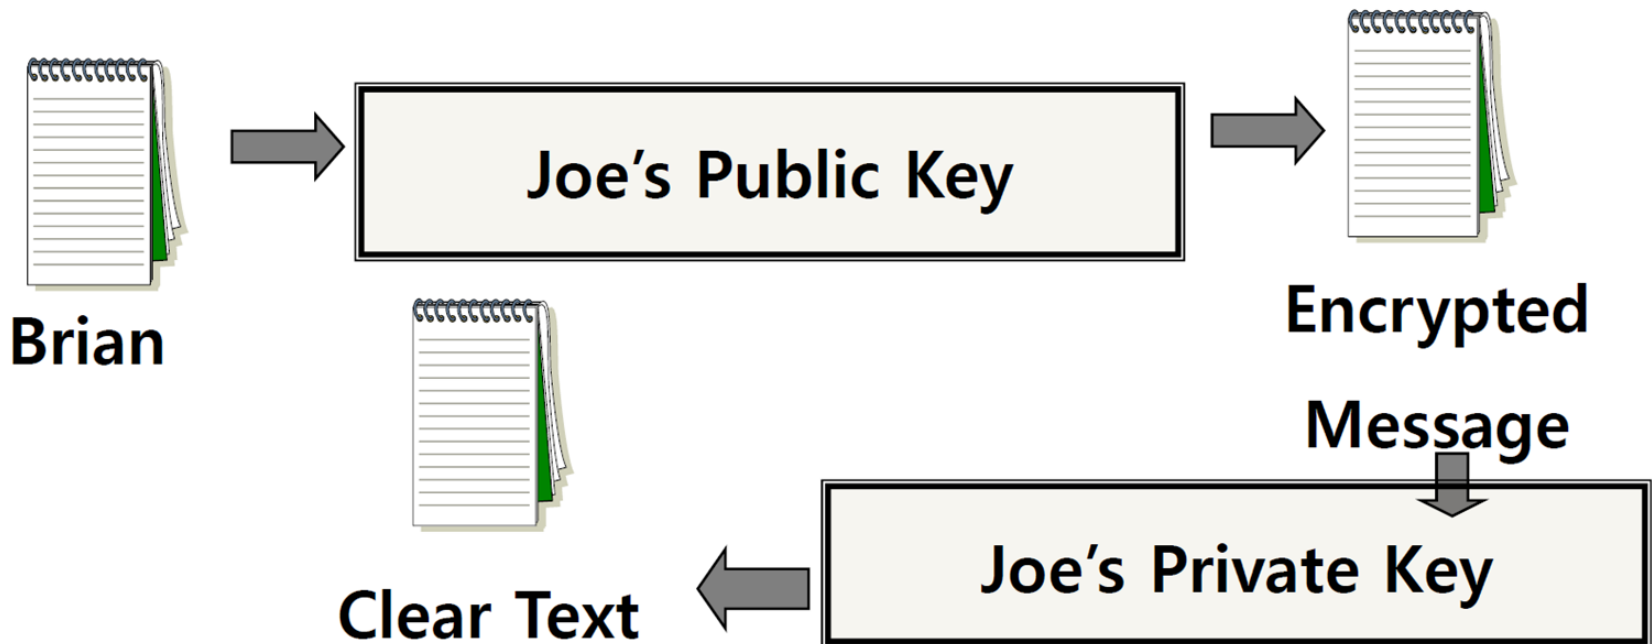 Joe’s Public Key
Brian
Encrypted
Message
Joe’s Private Key
Clear Text